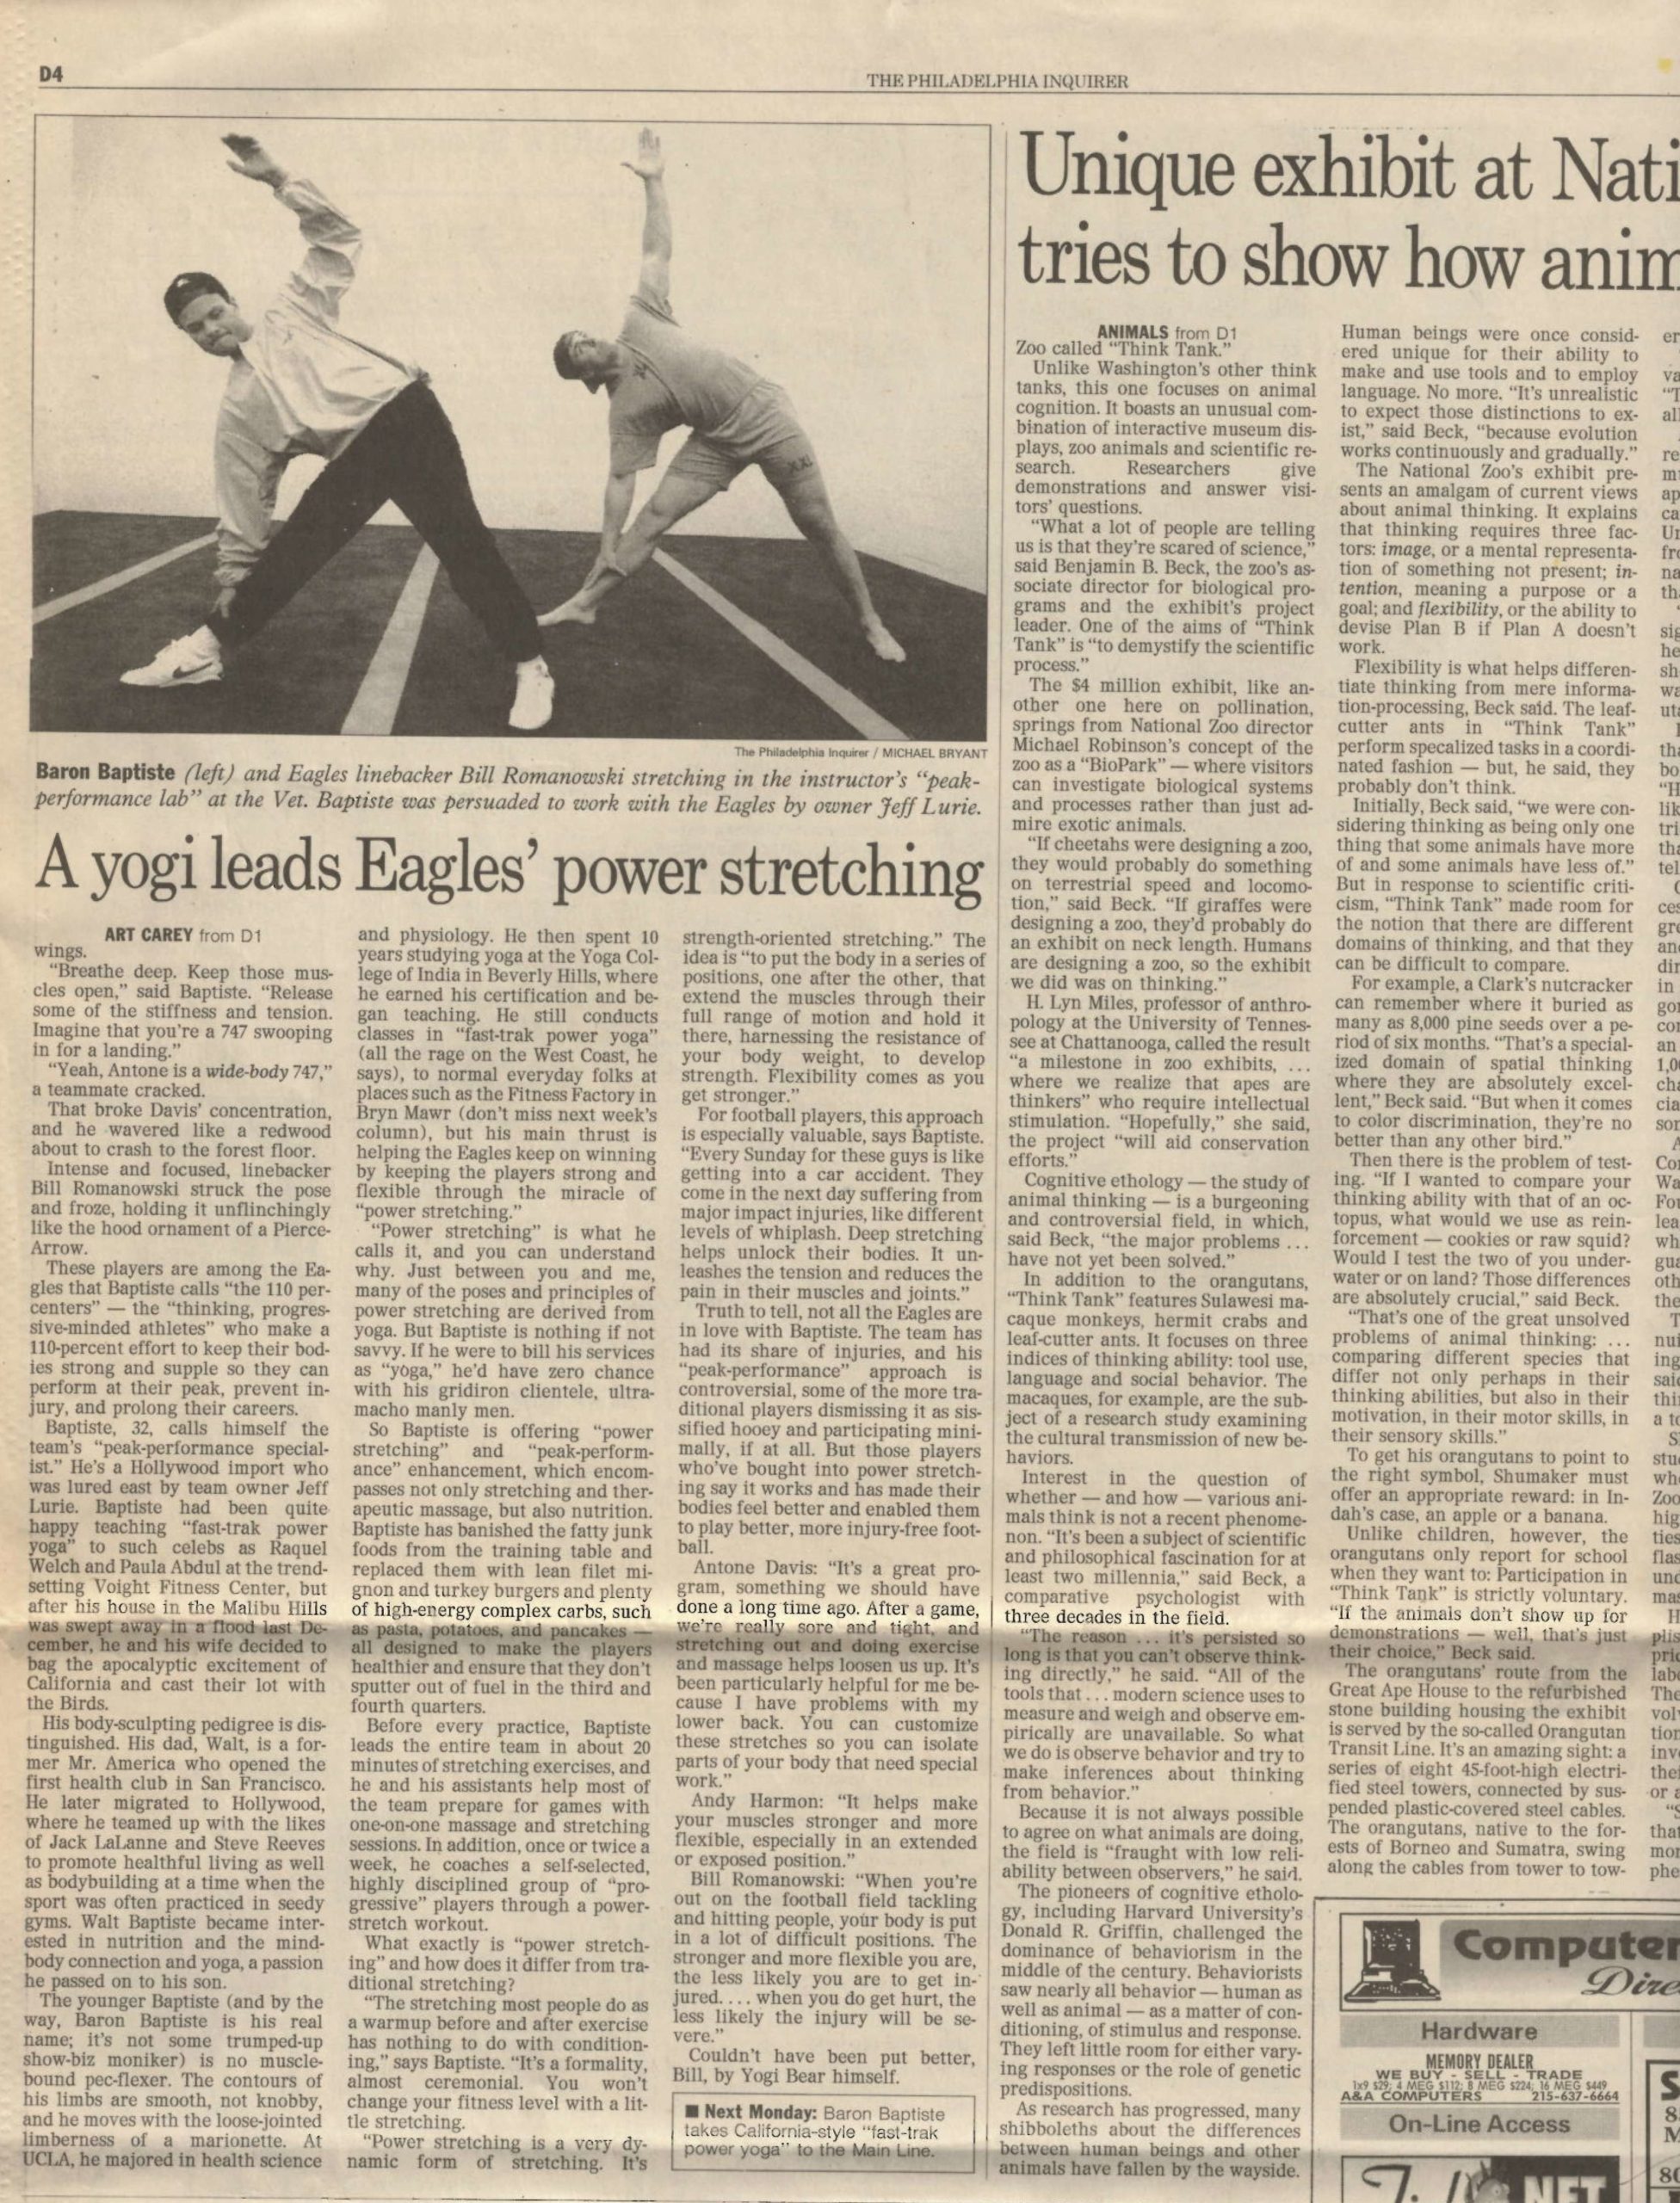 D4
THE PHILADELPHIA INQUIRER
The Philadelphia Inquirer / MICHAEL BRYANT
Baron Baptiste (left) and Eagles linebacker Bill Romanowski stretching in the instructor's "peak-
performance lab" at the Vet. Baptiste was persuaded to work with the Eagles by owner Jeff Lurie.
A yogi leads Eagles' power stretching
ART CAREY from D1
wings.
"Breathe deep. Keep those mus-
cles open," said Baptiste. "Release
some of the stiffness and tension.
Imagine that you're a 747 swooping
in for a landing."
"Yeah, Antone is a wide-body 747,"
a teammate cracked.
That broke Davis' concentration,
and he wavered like a redwood
about to crash to the forest floor.
Intense and focused, linebacker
Bill Romanowski struck the pose
and froze, holding it unflinchingly
like the hood ornament of a Pierce-
Arrow.
These players are among the Ea-
gles that Baptiste calls "the 110 per-
centers" — the "thinking, progres-
sive-minded athletes" who make a
110-percent effort to keep their bod-
ies strong and supple so they can
perform at their peak, prevent in-
jury, and prolong their careers.
Baptiste, 32, calls himself the
team's "peak-performance special-
ist." He's a Hollywood import who
was lured east by team owner Jeff
Lurie. Baptiste had been quite
happy teaching "fast-trak power
yoga" to such celebs as Raquel
Welch and Paula Abdul at the trend-
setting Voight Fitness Center, but
after his house in the Malibu Hills
was swept away in a flood last De-
cember, he and his wife decided to
bag the apocalyptic excitement of
California and cast their lot with
the Birds.
His body-sculpting pedigree is dis-
tinguished. His dad, Walt, is a for-
mer Mr. America who opened the
first health club in San Francisco.
He later migrated to Hollywood,
where he teamed up with the likes
of Jack LaLanne and Steve Reeves
to promote healthful living as well
as bodybuilding at a time when the
sport was often practiced in seedy
gyms. Walt Baptiste became inter-
ested in nutrition and the mind-
body connection and yoga, a passion
he passed on to his son.
The younger Baptiste (and by the
way, Baron Baptiste is his real
name; it's not some trumped-up
show-biz moniker) is no muscle-
bound pec-flexer. The contours of
his limbs are smooth, not knobby,
and he moves with the loose-jointed
limberness of a marionette. At
UCLA, he majored in health science
and physiology. He then spent 10
years studying yoga at the Yoga Col-
lege of India in Beverly Hills, where
he earned his certification and be-
gan teaching. He still conducts
classes in "fast-trak power yoga"
(all the rage on the West Coast, he
says), to normal everyday folks at
places such as the Fitness Factory in
Bryn Mawr (don't miss next week's
column), but his main thrust is
helping the Eagles keep on winning
by keeping the players strong and
flexible through the miracle of
"power stretching."
"Power stretching" is what he
calls it, and you can understand
why. Just between you and me,
many of the poses and principles of
power stretching are derived from
yoga. But Baptiste is nothing if not
savvy. If he were to bill his services
as "yoga," he'd have zero chance
with his gridiron clientele, ultra-
macho manly men.
So Baptiste is offering "power
stretching" and "peak-perform-
ance" enhancement, which encom-
passes not only stretching and ther-
apeutic massage, but also nutrition.
Baptiste has banished the fatty junk
foods from the training table and
replaced them with lean filet mi-
gnon and turkey burgers and plenty
of high-energy complex carbs, such
as pasta, potatoes, and pancakes —
all designed to make the players
healthier and ensure that they don't
sputter out of fuel in the third and
fourth quarters.
Before every practice, Baptiste
leads the entire team in about 20
minutes of stretching exercises, and
he and his assistants help most of
the team prepare for games with
one-on-one massage and stretching
sessions. In addition, once or twice a
week, he coaches a self-selected,
highly disciplined group of "pro-
gressive" players through a power-
stretch workout.
What exactly is "power stretch-
ing" and how does it differ from tra-
ditional stretching?
"The stretching most people do as
a warmup before and after exercise
has nothing to do with condition-
ing," says Baptiste. "It's a formality,
almost ceremonial. You won't
change your fitness level with a lit-
tle stretching.
"Power stretching is a very dy-
namic form of stretching. It's
strength-oriented stretching." The
idea is "to put the body in a series of
positions, one after the other, that
extend the muscles through their
full range of motion and hold it
there, harnessing the resistance of
your body weight, to develop
strength. Flexibility comes as you
get stronger."
For football players, this approach
is especially valuable, says Baptiste.
"Every Sunday for these guys is like
getting into a car accident. They
come in the next day suffering from
major impact injuries, like different
levels of whiplash. Deep stretching
helps unlock their bodies. It un-
leashes the tension and reduces the
pain in their muscles and joints."
Truth to tell, not all the Eagles are
in love with Baptiste. The team has
had its share of injuries, and his
"peak-performance" approach is
controversial, some of the more tra-
ditional players dismissing it as sis-
sified hooey and participating mini-
mally, if at all. But those players
who've bought into power stretch-
ing say it works and has made their
bodies feel better and enabled them
to play better, more injury-free foot-
ball.
Antone Davis: "It's a great pro-
gram, something we should have
done a long time ago. After a game,
we're really sore and tight, and
stretching out and doing exercise
and massage helps loosen us up. It's
been particularly helpful for me be-
cause I have problems with my
lower back. You can customize
these stretches so you can isolate
parts of your body that need special
work."
Andy Harmon: "It helps make
your muscles stronger and more
flexible, especially in an extended
or exposed position."
Bill Romanowski: "When you're
out on the football field tackling
and hitting people, your body is put
in a lot of difficult positions. The
stronger and more flexible you are,
the less likely you are to get in-
jured. . . . when you do get hurt, the
less likely the injury will be se-
vere."
Couldn't have been put better,
Bill, by Yogi Bear himself.
■ Next Monday: Baron Baptiste
takes California-style "fast-trak
power yoga" to the Main Line.
Unique exhibit at Nati
tries to show how anim
ANIMALS from D1
Zoo called "Think Tank."
Unlike Washington's other think
tanks, this one focuses on animal
cognition. It boasts an unusual com-
bination of interactive museum dis-
plays, zoo animals and scientific re-
search. Researchers give
demonstrations and answer visi-
tors' questions.
"What a lot of people are telling
us is that they're scared of science,"
said Benjamin B. Beck, the zoo's as-
sociate director for biological pro-
grams and the exhibit's project
leader. One of the aims of "Think
Tank" is "to demystify the scientific
process."
The $4 million exhibit, like an-
other one here on pollination,
springs from National Zoo director
Michael Robinson's concept of the
zoo as a "BioPark" — where visitors
can investigate biological systems
and processes rather than just ad-
mire exotic animals.
"If cheetahs were designing a zoo,
they would probably do something
on terrestrial speed and locomo-
tion," said Beck. "If giraffes were
designing a zoo, they'd probably do
an exhibit on neck length. Humans
are designing a zoo, so the exhibit
we did was on thinking."
H. Lyn Miles, professor of anthro-
pology at the University of Tennes-
see at Chattanooga, called the result
"a milestone in zoo exhibits, . . .
where we realize that apes are
thinkers" who require intellectual
stimulation. "Hopefully," she said,
the project "will aid conservation
efforts."
Cognitive ethology — the study of
animal thinking — is a burgeoning
and controversial field, in which,
said Beck, "the major problems . . .
have not yet been solved."
In addition to the orangutans,
"Think Tank" features Sulawesi ma-
caque monkeys, hermit crabs and
leaf-cutter ants. It focuses on three
indices of thinking ability: tool use,
language and social behavior. The
macaques, for example, are the sub-
ject of a research study examining
the cultural transmission of new be-
haviors.
Interest in the question of
whether — and how — various ani-
mals think is not a recent phenome-
non. "It's been a subject of scientific
and philosophical fascination for at
least two millennia," said Beck, a
comparative psychologist with
three decades in the field.
"The reason . . . it's persisted so
long is that you can't observe think-
ing directly," he said. "All of the
tools that . . . modern science uses to
measure and weigh and observe em-
pirically are unavailable. So what
we do is observe behavior and try to
make inferences about thinking
from behavior."
Because it is not always possible
to agree on what animals are doing,
the field is "fraught with low reli-
ability between observers," he said.
The pioneers of cognitive etholo-
gy, including Harvard University's
Donald R. Griffin, challenged the
dominance of behaviorism in the
middle of the century. Behaviorists
saw nearly all behavior — human as
well as animal — as a matter of con-
ditioning, of stimulus and response.
They left little room for either vary-
ing responses or the role of genetic
predispositions.
As research has progressed, many
shibboleths about the differences
between human beings and other
animals have fallen by the wayside.
Human beings were once consid-
ered unique for their ability to
make and use tools and to employ
language. No more. "It's unrealistic
to expect those distinctions to ex-
ist," said Beck, "because evolution
works continuously and gradually."
The National Zoo's exhibit pre-
sents an amalgam of current views
about animal thinking. It explains
that thinking requires three fac-
tors: image, or a mental representa-
tion of something not present; in-
tention, meaning a purpose or a
goal; and flexibility, or the ability to
devise Plan B if Plan A doesn't
work.
Flexibility is what helps differen-
tiate thinking from mere informa-
tion-processing, Beck said. The leaf-
cutter ants in "Think Tank"
perform specalized tasks in a coordi-
nated fashion — but, he said, they
probably don't think.
Initially, Beck said, "we were con-
sidering thinking as being only one
thing that some animals have more
of and some animals have less of."
But in response to scientific criti-
cism, "Think Tank" made room for
the notion that there are different
domains of thinking, and that they
can be difficult to compare.
For example, a Clark's nutcracker
can remember where it buried as
many as 8,000 pine seeds over a pe-
riod of six months. "That's a special-
ized domain of spatial thinking
where they are absolutely excel-
lent," Beck said. "But when it comes
to color discrimination, they're no
better than any other bird."
Then there is the problem of test-
ing. "If I wanted to compare your
thinking ability with that of an oc-
topus, what would we use as rein-
forcement — cookies or raw squid?
Would I test the two of you under-
water or on land? Those differences
are absolutely crucial," said Beck.
"That's one of the great unsolved
problems of animal thinking: . . .
comparing different species that
differ not only perhaps in their
thinking abilities, but also in their
motivation, in their motor skills, in
their sensory skills."
To get his orangutans to point to
the right symbol, Shumaker must
offer an appropriate reward: in In-
dah's case, an apple or a banana.
Unlike children, however, the
orangutans only report for school
when they want to: Participation in
"Think Tank" is strictly voluntary.
"If the animals don't show up for
demonstrations — well, that's just
their choice," Beck said.
The orangutans' route from the
Great Ape House to the refurbished
stone building housing the exhibit
is served by the so-called Orangutan
Transit Line. It's an amazing sight: a
series of eight 45-foot-high electri-
fied steel towers, connected by sus-
pended plastic-covered steel cables.
The orangutans, native to the for-
ests of Borneo and Sumatra, swing
along the cables from tower to tow-
Computer
Dire
Hardware
MEMORY DEALER
WE BUY - SELL - TRADE
1x9 $29; 4 MEG $112; 8 MEG $224; 16 MEG $449
A&A COMPUTERS 215-637-6664
On-Line Access
NET